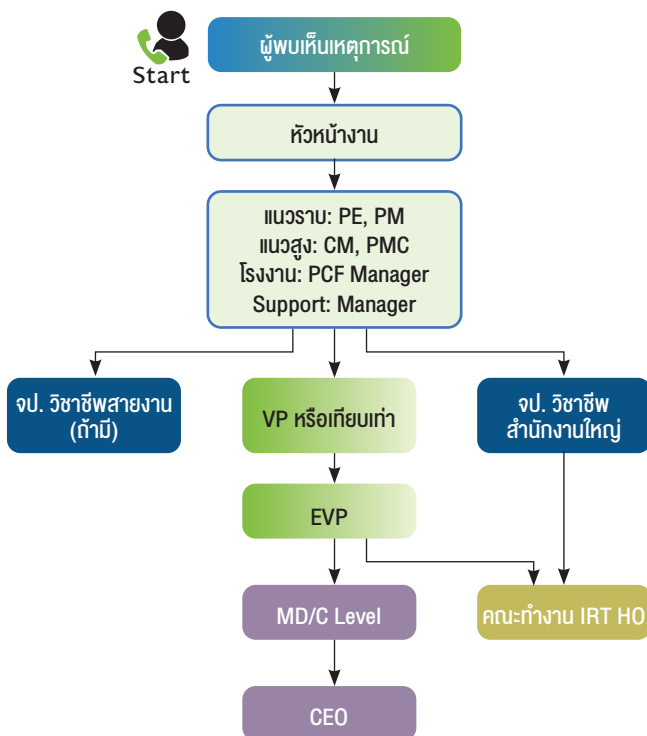 ผู้พบเห็นเหตุการณ์
Start
หัวหน้างาน
แนวราบ: PE, PM
แนวสูง: CM, PMC
โรงงาน: PCF Manager
Support: Manager
จป. วิชาชีพสายงาน
(ถ้ามี)
VP หรือเทียบเท่า
จป. วิชาชีพ
สำนักงานใหญ่
EVP
MD/C Level
คณะทำงาน IRT HO
CEO